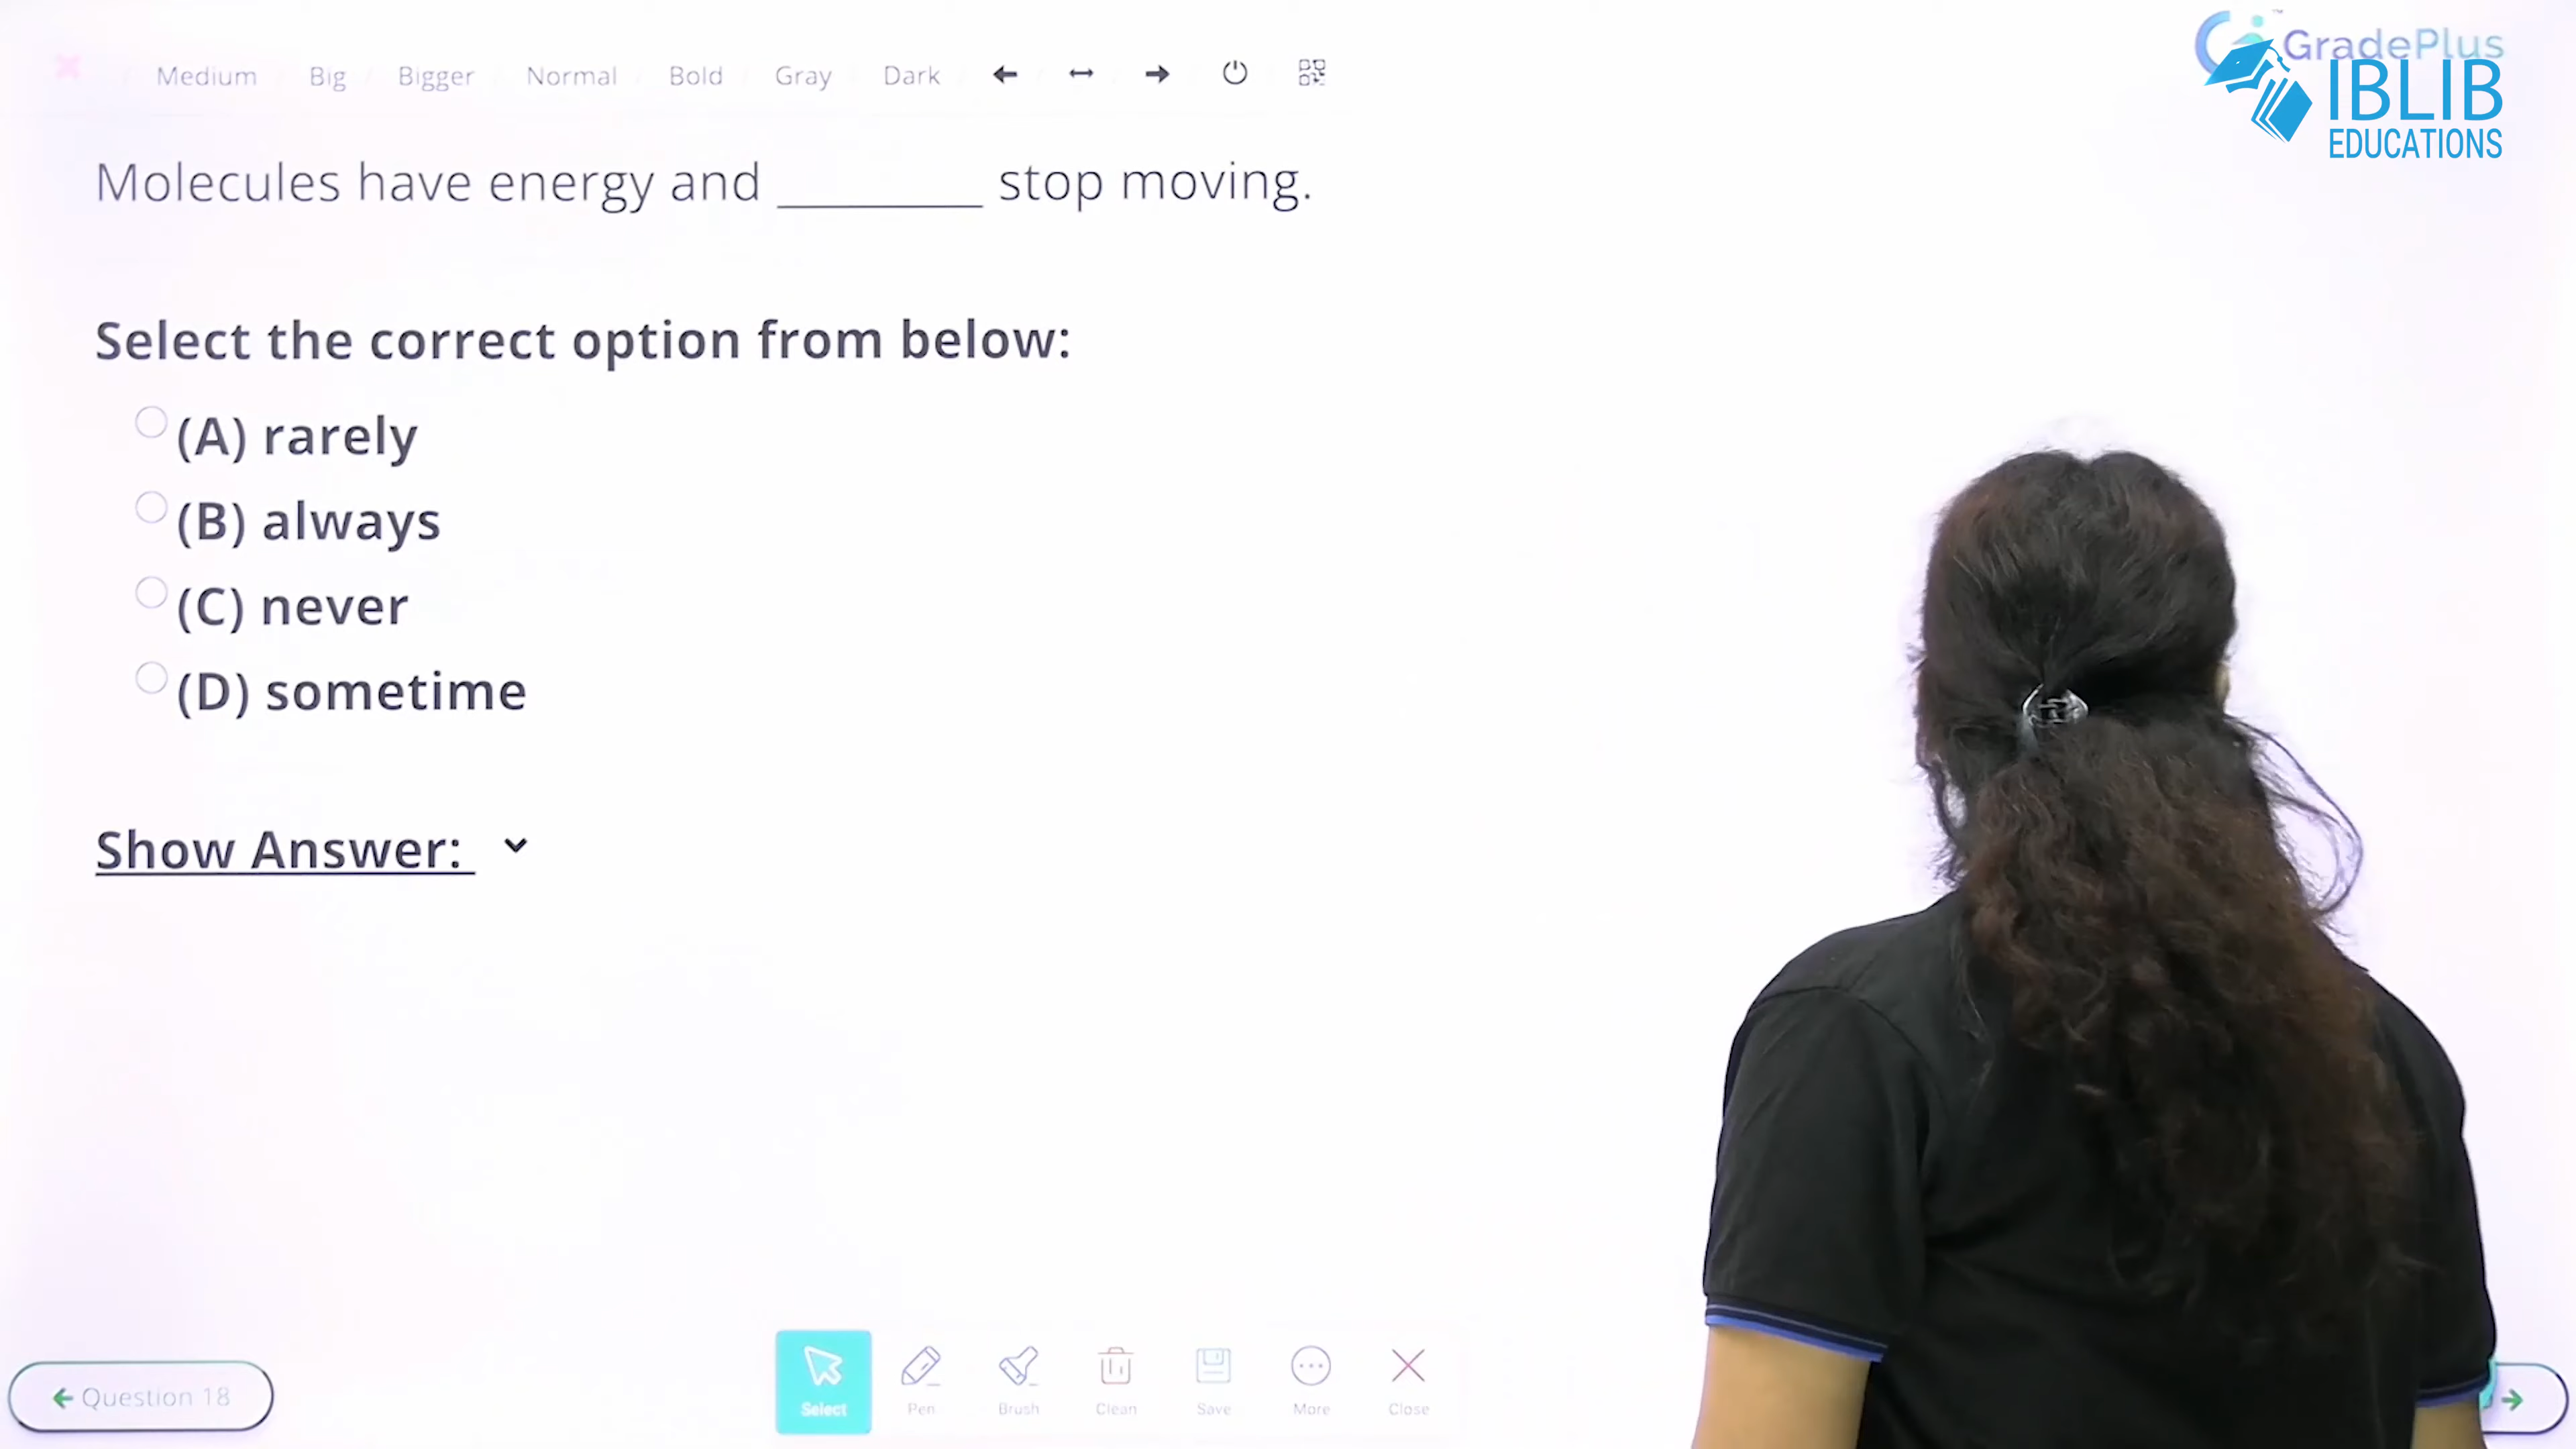 GradePlus
IBLIB
EDUCATIONS
Medium Big Bigger Normal Bold Gray Dark
Molecules have energy and ________ stop moving.
Select the correct option from below:
(A) rarely
(B) always
(C) never
(D) sometime
Show Answer:
Question 18
Select Pen Brush Clean Save More Close